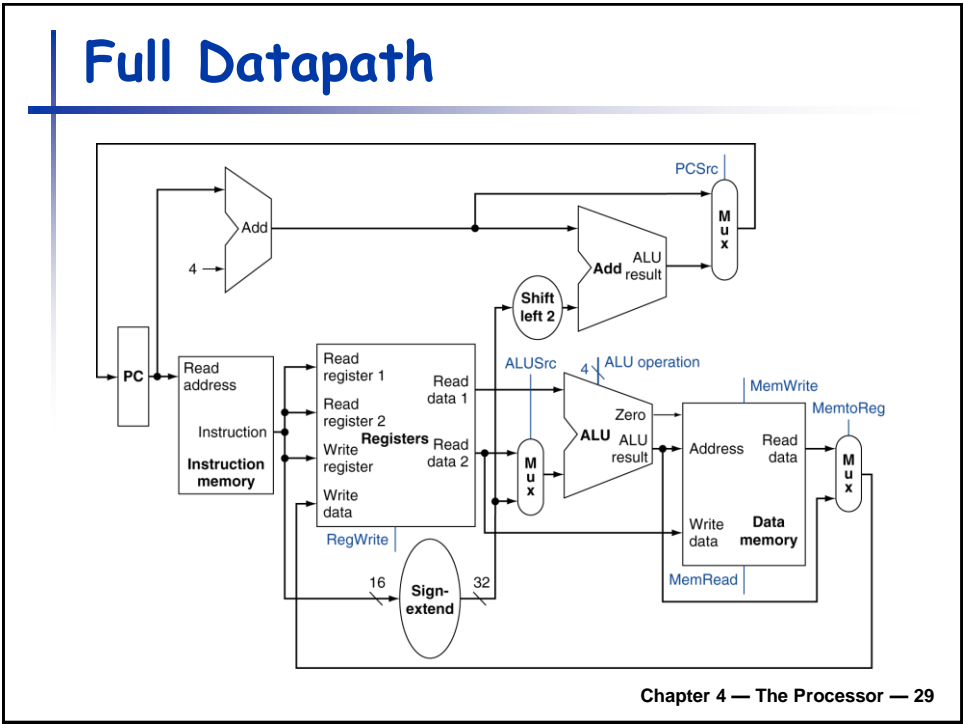 Full Datapath
PCSrc
M
u
x
Add
4
Add
ALU
result
Shift
left 2
PC
Read
address
Instruction
Instruction
memory
Read
register 1
Read
register 2
Write
register
Write
data
Registers
Read
data 1
Read
data 2
RegWrite
16
Sign-
extend
32
ALUSrc
M
u
x
4
ALU operation
Zero
ALU
ALU
result
MemWrite
Address
Read
data
Write
data
Data
memory
MemRead
MemtoReg
M
u
x
Chapter 4 — The Processor — 29